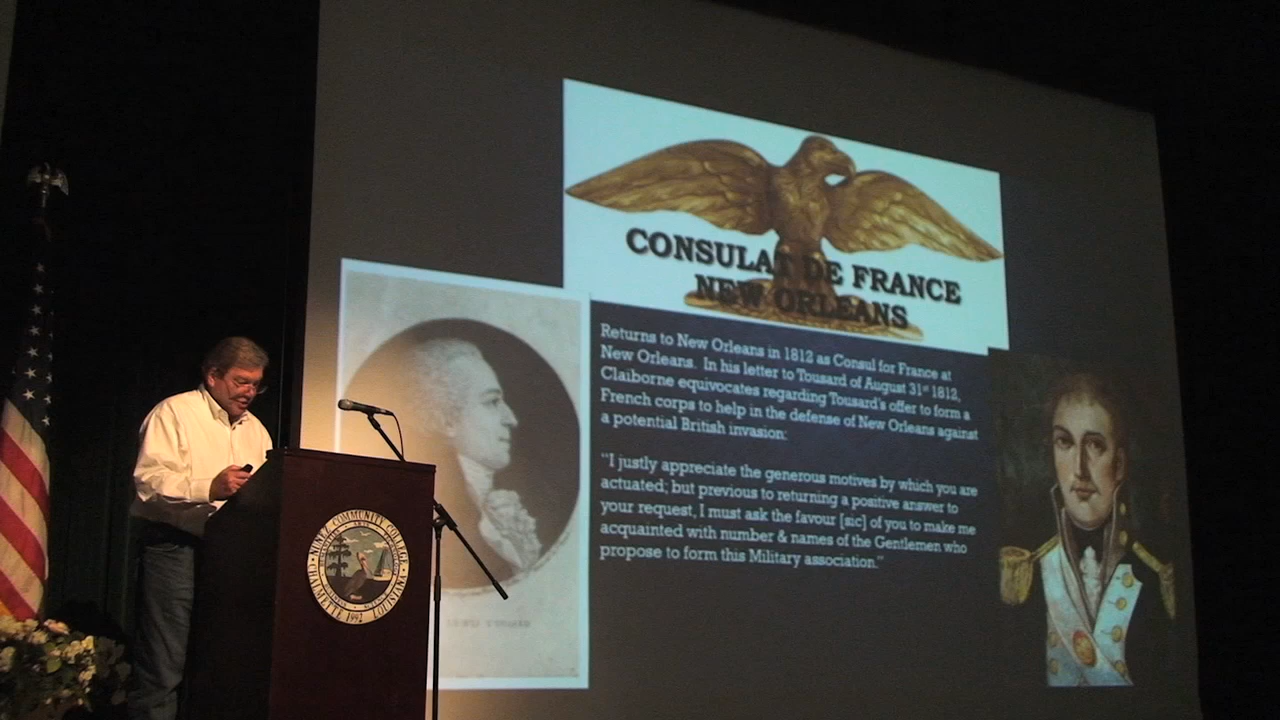 CONSULAT DE FRANCE
NEW ORLEANS
Returns to New Orleans in 1812 as Consul for France at
New Orleans. In his letter to Tousard of August 31st 1812,
Claiborne equivocates regarding Tousard's offer to form a
French corps to help in the defense of New Orleans against
a potential British invasion:
"I justly appreciate the generous motives by which you are
actuated; but previous to returning a positive answer to
your request, I must ask the favour [sic] of you to make me
acquainted with number & names of the Gentlemen who
propose to form this Military association."
NUNEZ COMMUNITY COLLEGE
CHALMETTE 1992 LOUISIANA